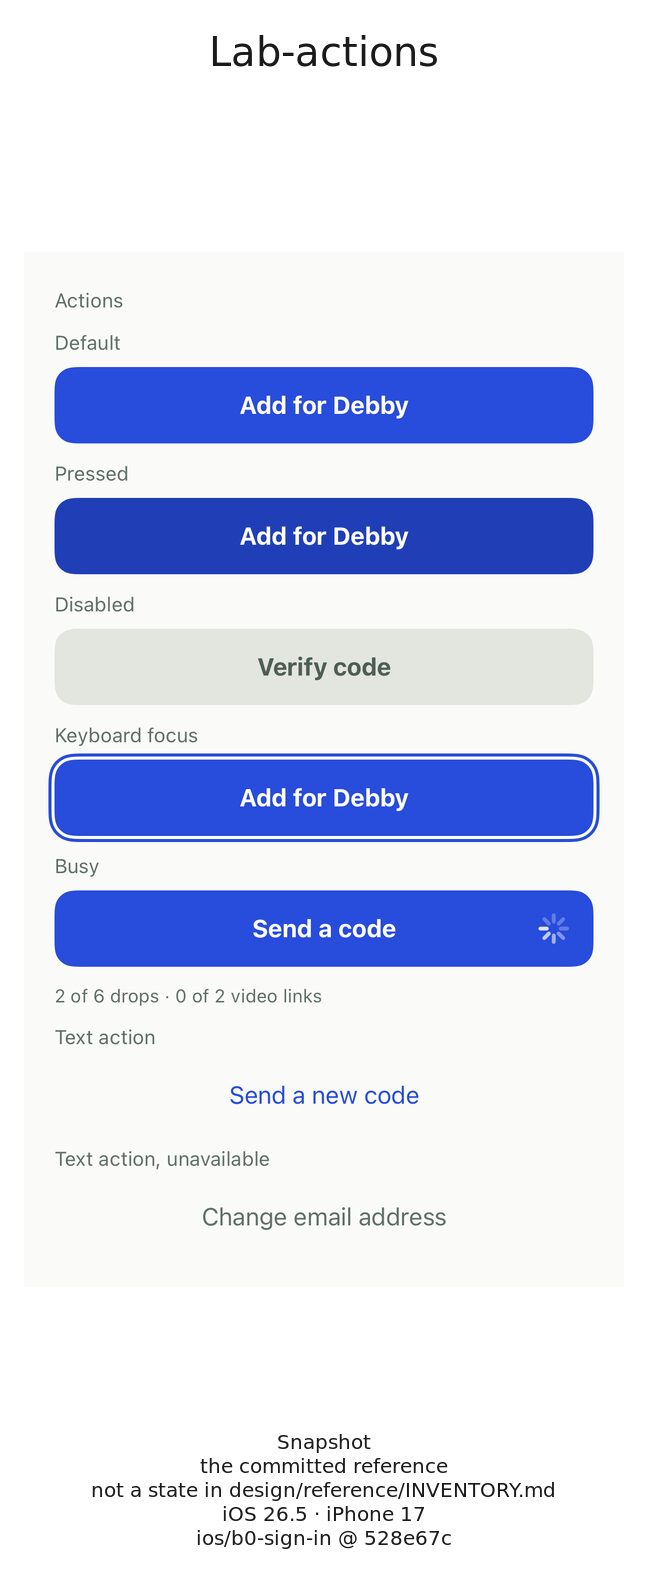 Lab-actions
Actions
Default
Add for Debby
Pressed
Add for Debby
Disabled
Verify code
Keyboard focus
Add for Debby
Busy
Send a code
2 of 6 drops · 0 of 2 video links
Text action
Send a new code
Text action, unavailable
Change email address
Snapshot
the committed reference
not a state in design/reference/INVENTORY.md
iOS 26.5 · iPhone 17
ios/b0-sign-in @ 528e67c